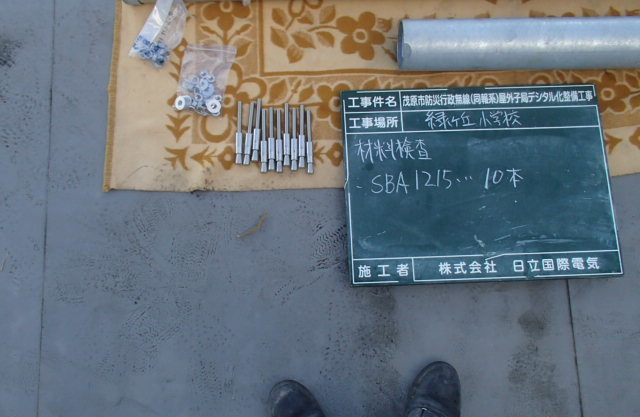 工事件名 茂原市防災行政無線(同報系)屋外子局デジタル化整備工事
工事場所 緑ヶ丘小学校
材料検査
・SBA1215… 10本
施工者 株式会社 日立国際電気